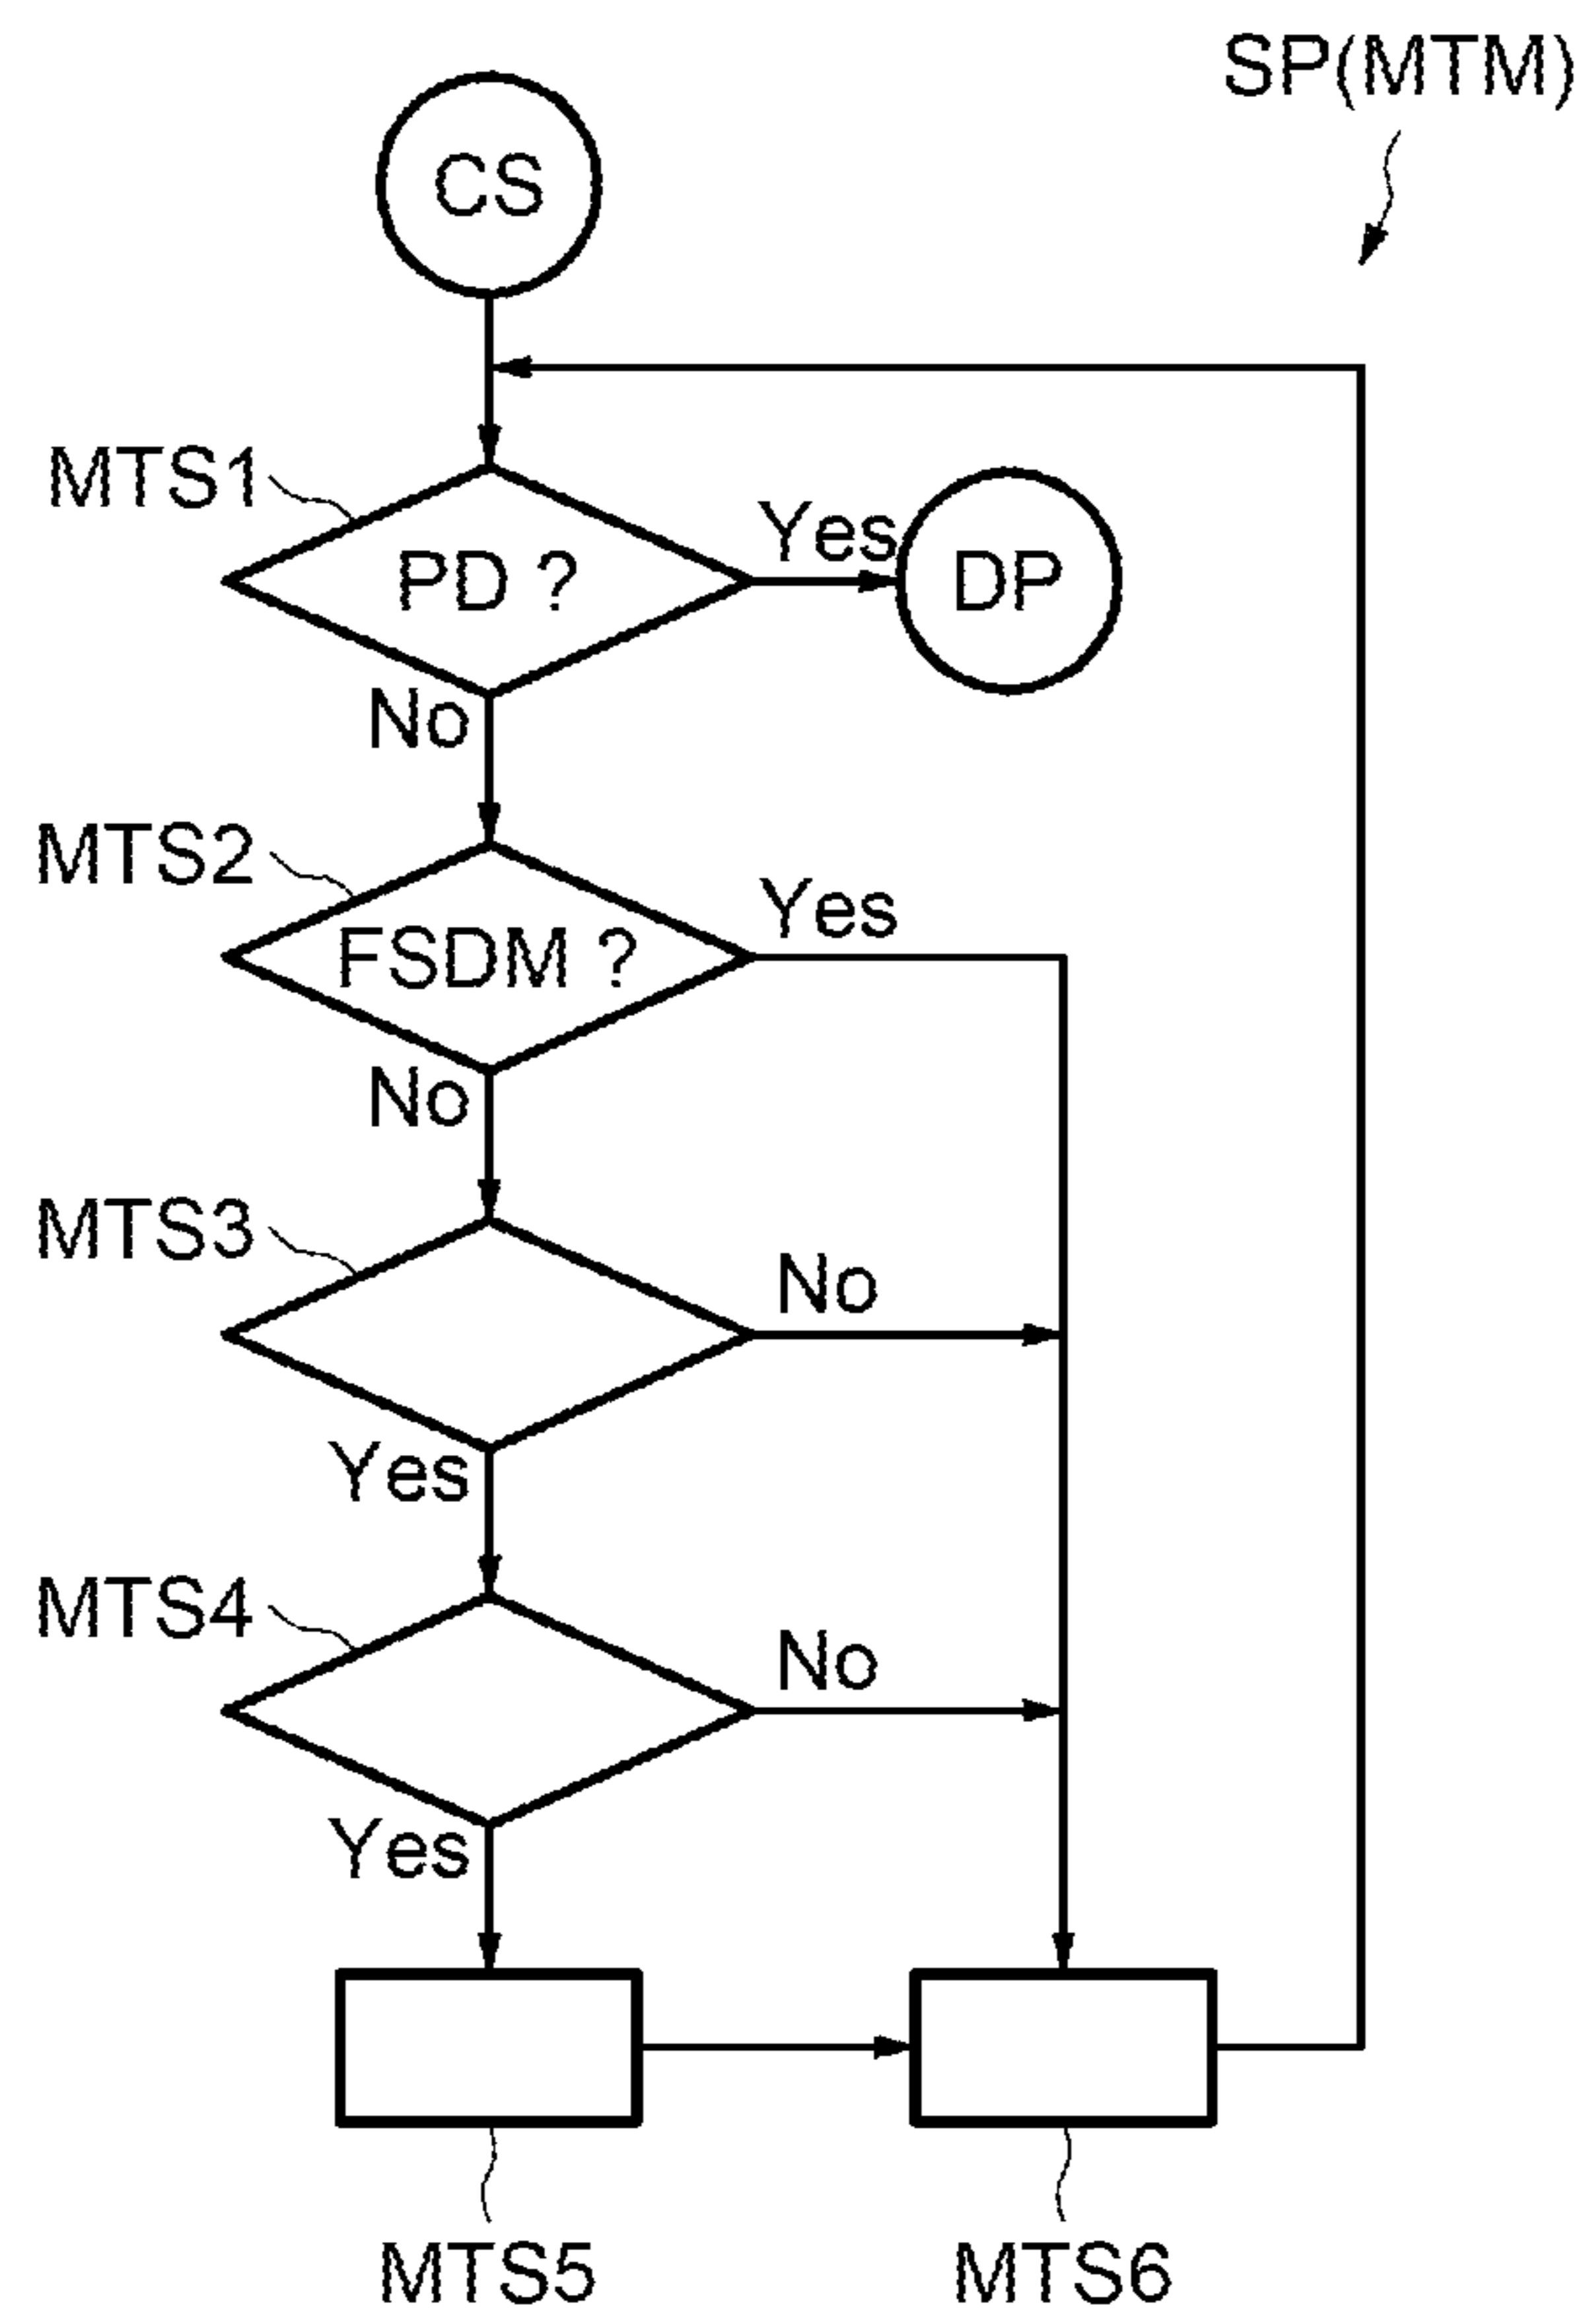 SP(MTM)
CS
MTS1
PD ?
Yes
DP
No
MTS2
FSDM ?
Yes
No
MTS3
No
Yes
MTS4
No
Yes
MTS5
MTS6